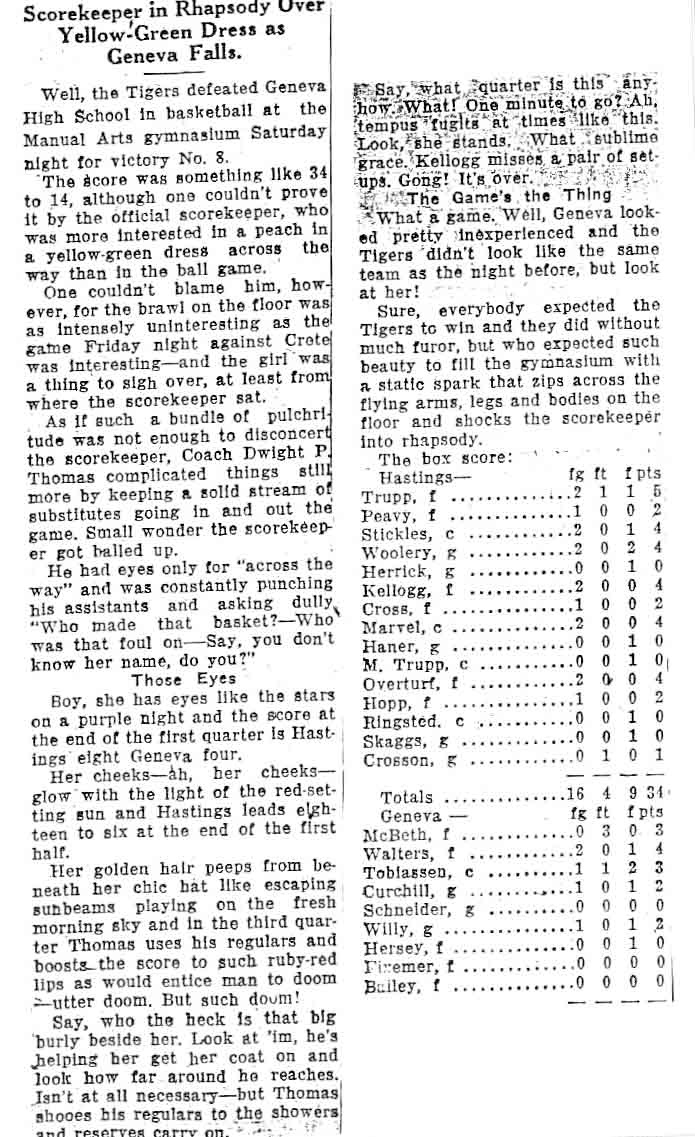 Scorekeeper in Rhapsody Over
Yellow-Green Dress as
Geneva Falls.
Well, the Tigers defeated Geneva
High School in basketball at the
Manual Arts gymnasium Saturday
night for victory No. 8.
The score was something like 34
to 14, although one couldn't prove
it by the official scorekeeper, who
was more interested in a peach in
a yellow-green dress across the
way than in the ball game.
One couldn't blame him, how-
ever, for the brawl on the floor was
as intensely uninteresting as the
game Friday night against Crete
was interesting—and the girl was
a thing to sigh over, at least from
where the scorekeeper sat.
As if such a bundle of pulchri-
tude was not enough to disconcert
the scorekeeper, Coach Dwight P.
Thomas complicated things still
more by keeping a solid stream of
substitutes going in and out the
game. Small wonder the scorekeep-
er got balled up.
He had eyes only for "across the
way" and was constantly punching
his assistants and asking dully
"Who made that basket?—Who
was that foul on—Say, you don't
know her name, do you?"
Those Eyes
Boy, she has eyes like the stars
on a purple night and the score at
the end of the first quarter is Hast-
ings eight Geneva four.
Her cheeks—ah, her cheeks—
glow with the light of the red-set-
ting sun and Hastings leads eigh-
teen to six at the end of the first
half.
Her golden hair peeps from be-
neath her chic hat like escaping
sunbeams playing on the fresh
morning sky and in the third quar-
ter Thomas uses his regulars and
boosts the score to such ruby-red
lips as would entice man to doom
—utter doom. But such doom!
Say, who the heck is that big
burly beside her. Look at 'im, he's
helping her get her coat on and
look how far around he reaches.
Isn't at all necessary—but Thomas
shooes his regulars to the showers
and reserves carry on.
Say, what quarter is this any-
how. What! One minute to go? Ah,
tempus fugits at times like this.
Look, she stands. What sublime
grace. Kellogg misses a pair of set-
ups. Gong! It's over.
The Game's the Thing
What a game. Well, Geneva look-
ed pretty inexperienced and the
Tigers didn't look like the same
team as the night before, but look
at her!
Sure, everybody expected the
Tigers to win and they did without
much furor, but who expected such
beauty to fill the gymnasium with
a static spark that zips across the
flying arms, legs and bodies on the
floor and shocks the scorekeeper
into rhapsody.
The box score:
Hastings— fg ft f pts
Trupp, f ..............2 1 1 5
Peavy, f ..............1 0 0 2
Stickles, c ............2 0 1 4
Woolery, g ............2 0 2 4
Herrick, g ............0 0 1 0
Kellogg, f ............2 0 0 4
Cross, f ..............1 0 0 2
Marvel, c ............2 0 0 4
Haner, g ..............0 0 1 0
M. Trupp, c ..........0 0 1 0
Overturf, f ............2 0 0 4
Hopp, f ..............1 0 0 2
Ringsted, c ..........0 0 1 0
Skaggs, g ............0 0 1 0
Crosson, g ............0 1 0 1
Totals ..............16 4 9 34
Geneva — fg ft f pts
McBeth, f ............0 3 0 3
Walters, f ............2 0 1 4
Tobiassen, c ..........1 1 2 3
Curchill, g ............1 0 1 2
Schneider, g ..........0 0 0 0
Willy, g ..............1 0 1 2
Hersey, f ............0 0 1 0
Firemer, f ............0 0 0 0
Bailey, f ..............0 0 0 0